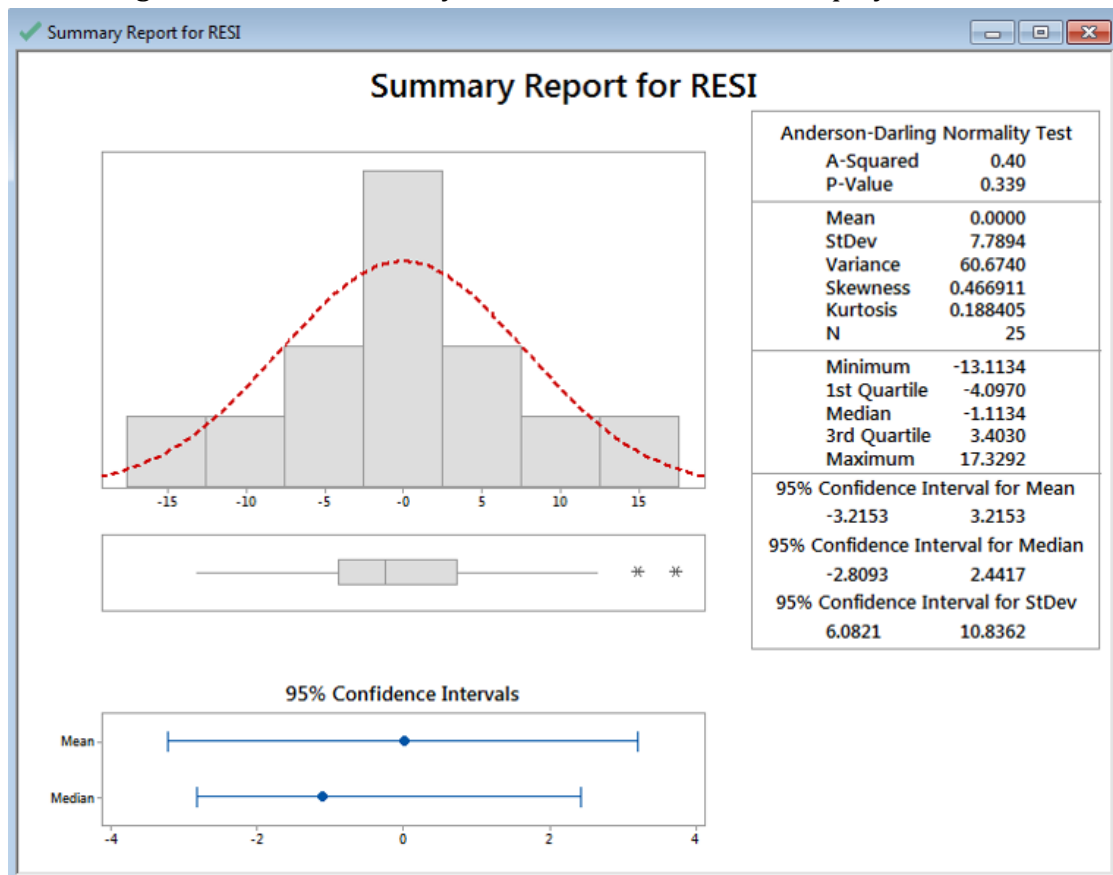 Summary Report for RESI
Summary Report for RESI
Anderson-Darling Normality Test
A-Squared 0.40
P-Value 0.339
Mean 0.0000
StDev 7.7894
Variance 60.6740
Skewness 0.466911
Kurtosis 0.188405
N 25
Minimum -13.1134
1st Quartile -4.0970
Median -1.1134
3rd Quartile 3.4030
Maximum 17.3292
95% Confidence Interval for Mean
-3.2153 3.2153
95% Confidence Interval for Median
-2.8093 2.4417
95% Confidence Interval for StDev
6.0821 10.8362
-15 -10 -5 -0 5 10 15
95% Confidence Intervals
Mean
Median
-4 -2 0 2 4